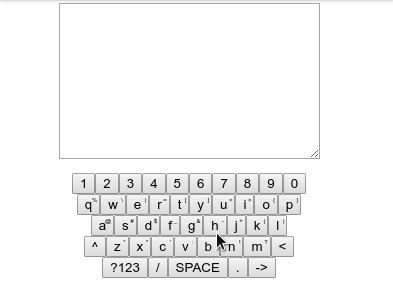 1 2 3 4 5 6 7 8 9 0
q w e r t y u i o p
a s d f g h j k l
^ z x c v b n m <
?123 / SPACE . ->